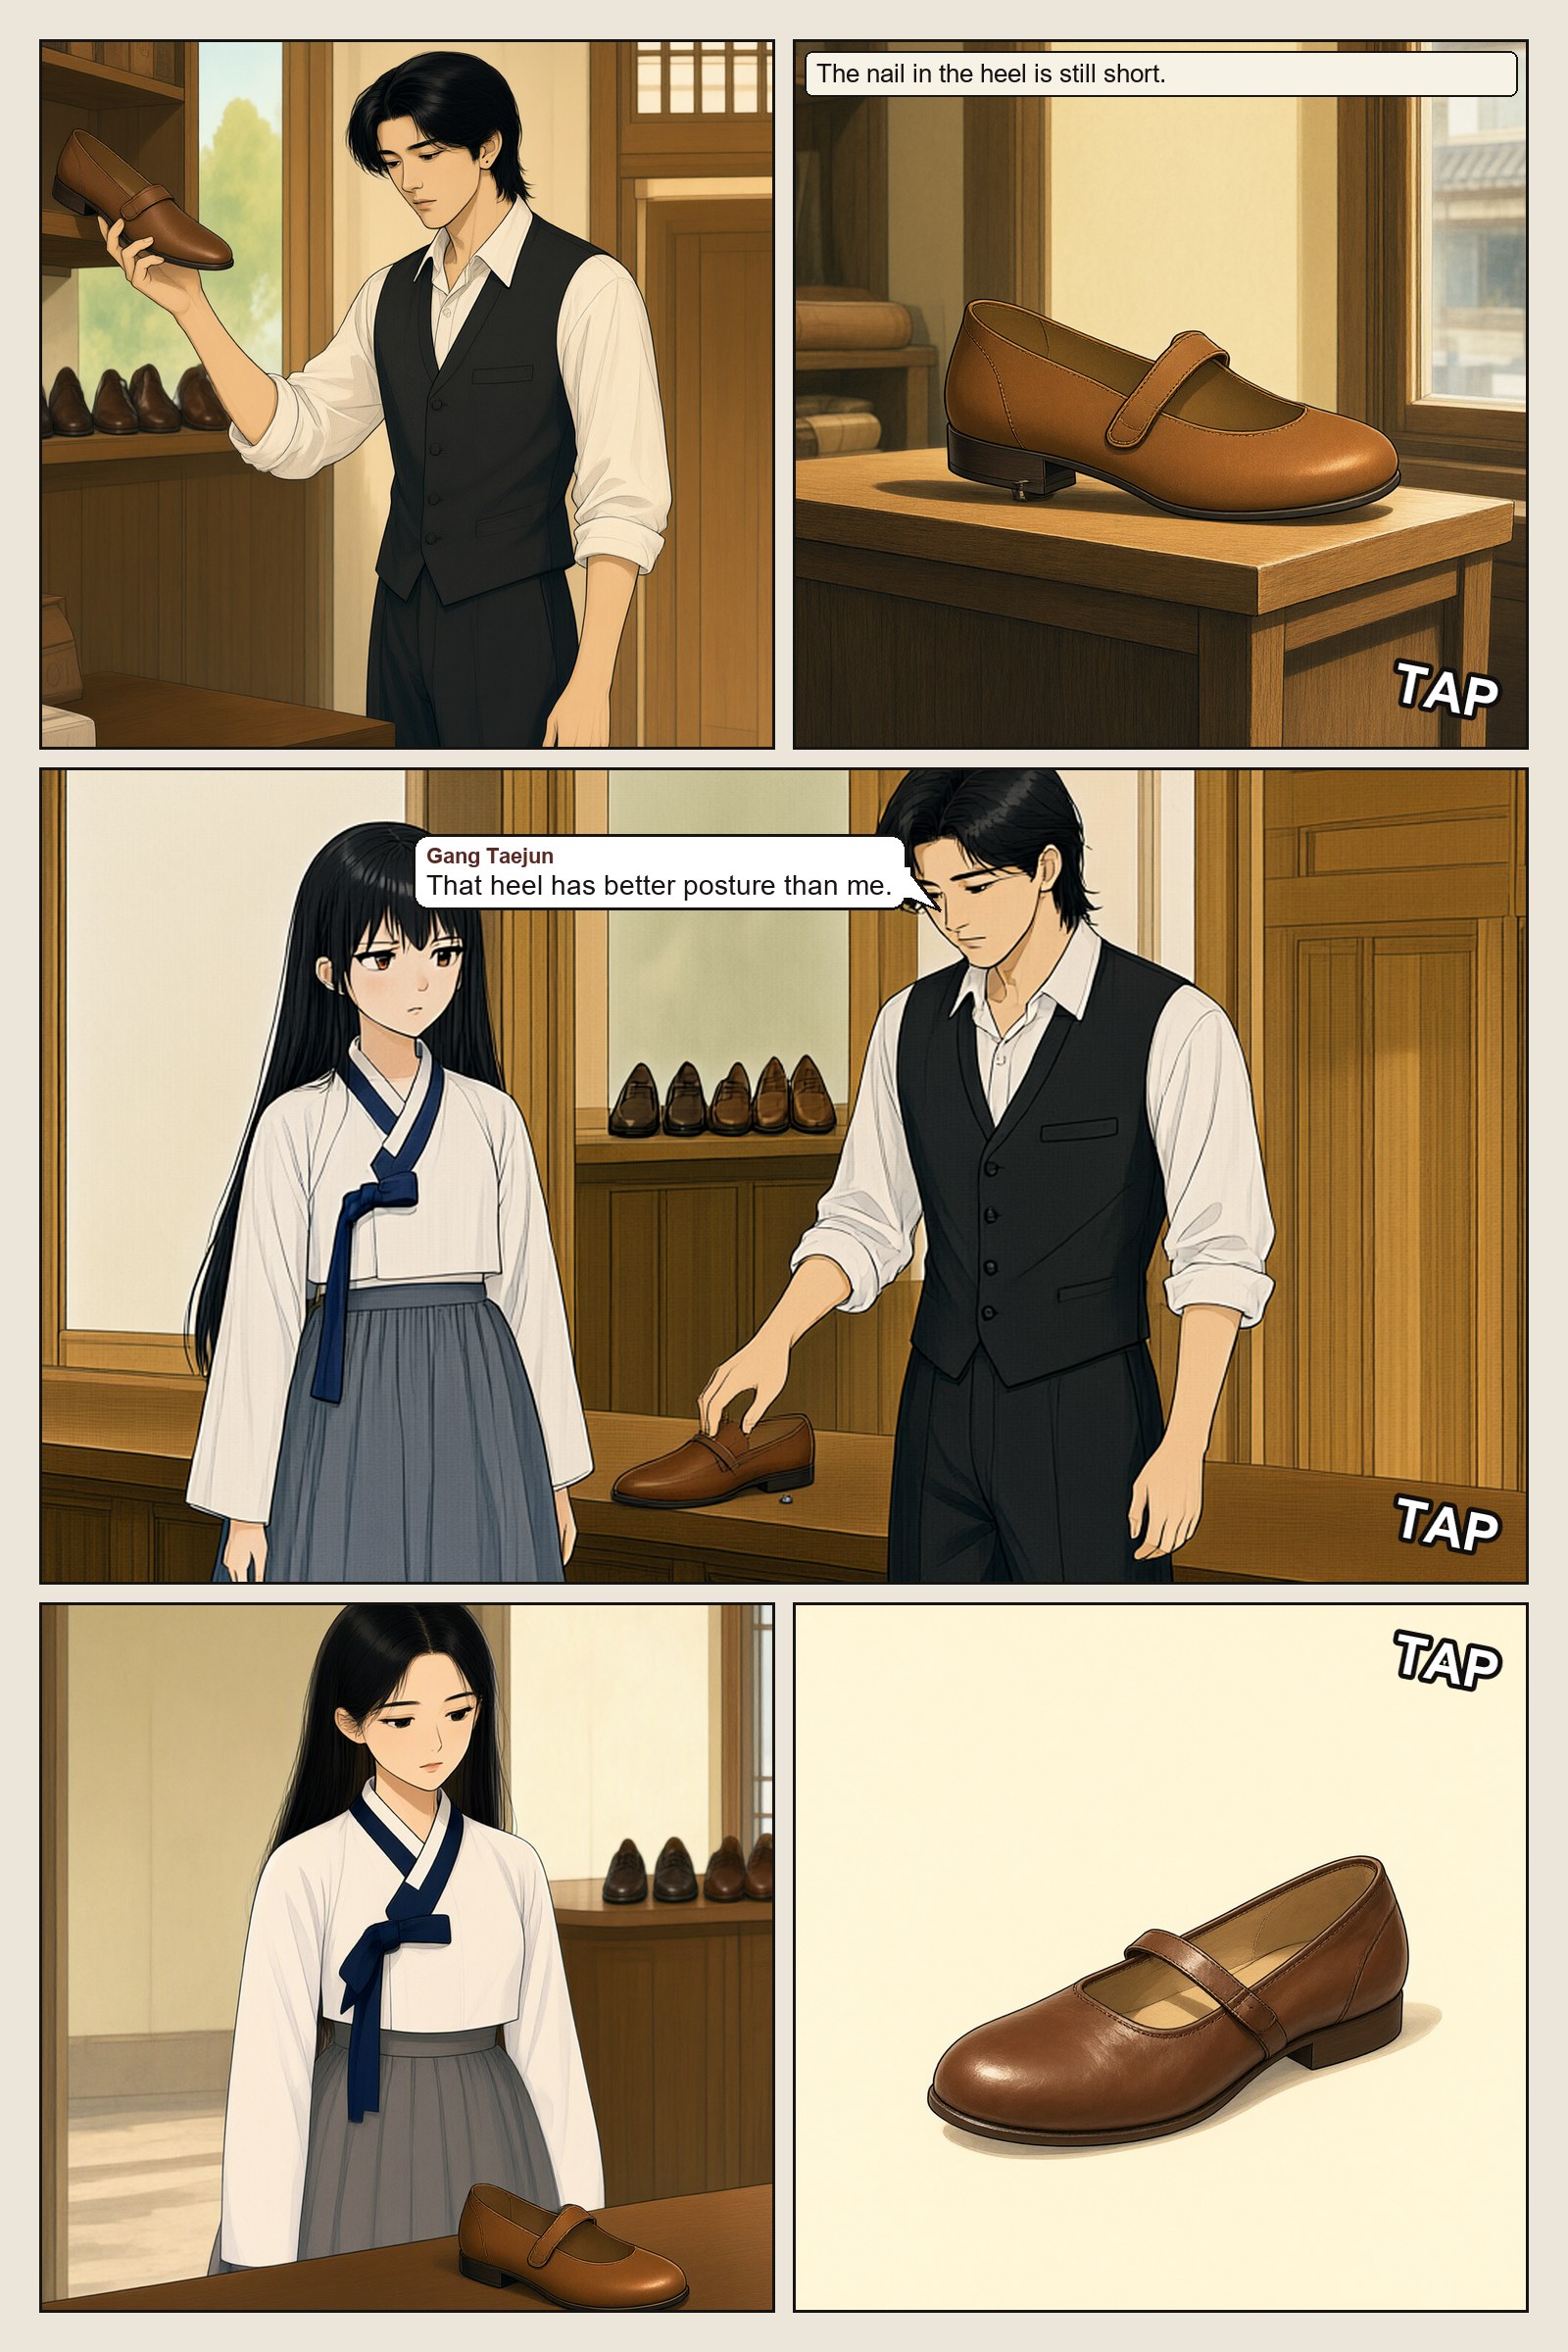 The nail in the heel is still short.
TAP
Gang Taejun
That heel has better posture than me.
TAP
TAP